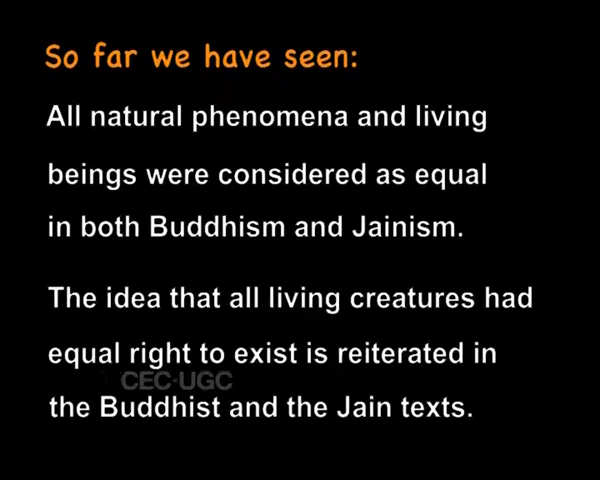 So far we have seen:
All natural phenomena and living
beings were considered as equal
in both Buddhism and Jainism.
The idea that all living creatures had
equal right to exist is reiterated in
CEC-UGC
the Buddhist and the Jain texts.